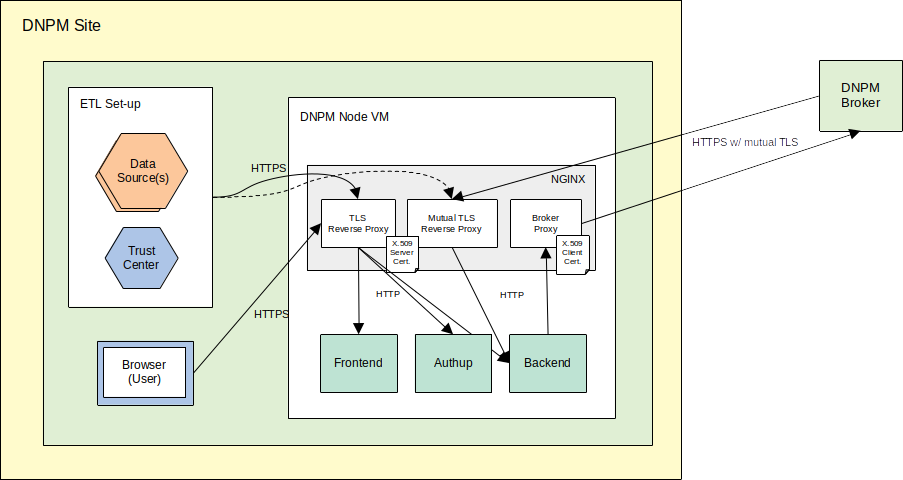 DNPM Site
ETL Set-up
Data
Source(s)
Trust
Center
Browser
(User)
HTTPS
HTTPS
DNPM Node VM
NGINX
TLS
Reverse Proxy
Mutual TLS
Reverse Proxy
Broker
Proxy
X.509
Server
Cert.
X.509
Client
Cert.
HTTP
HTTP
Frontend
Authup
Backend
DNPM
Broker
HTTPS w/ mutual TLS